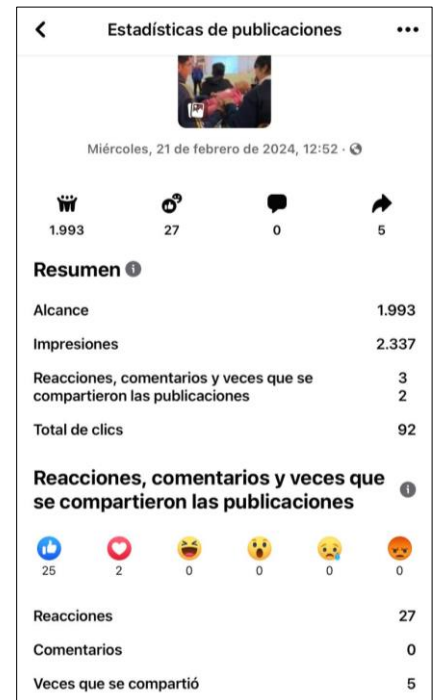 Estadísticas de publicaciones
Miércoles, 21 de febrero de 2024, 12:52 ·
1.993 27 0 5
Resumen
Alcance 1.993
Impresiones 2.337
Reacciones, comentarios y veces que se 3
compartieron las publicaciones 2
Total de clics 92
Reacciones, comentarios y veces que
se compartieron las publicaciones
25 2 0 0 0 0
Reacciones 27
Comentarios 0
Veces que se compartió 5